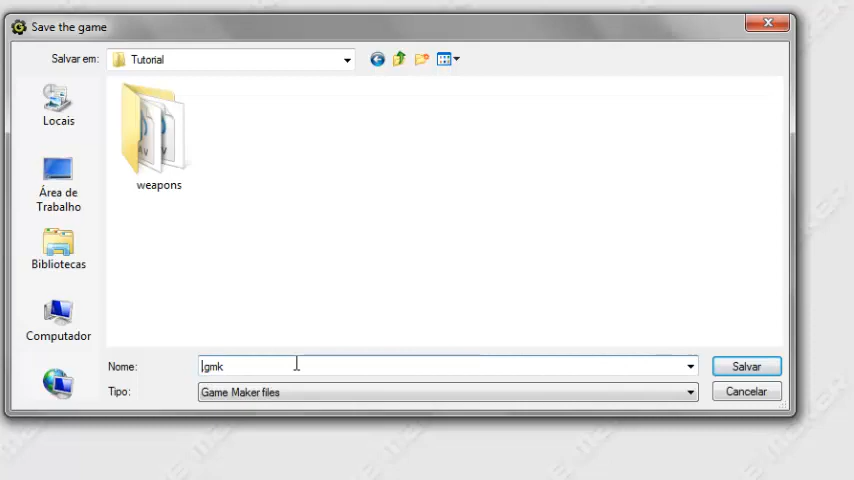 Save the game
Salvar em:
Tutorial
Locais
weapons
Área de
Trabalho
Bibliotecas
Computador
Nome:
.gmk
Salvar
Tipo:
Game Maker files
Cancelar